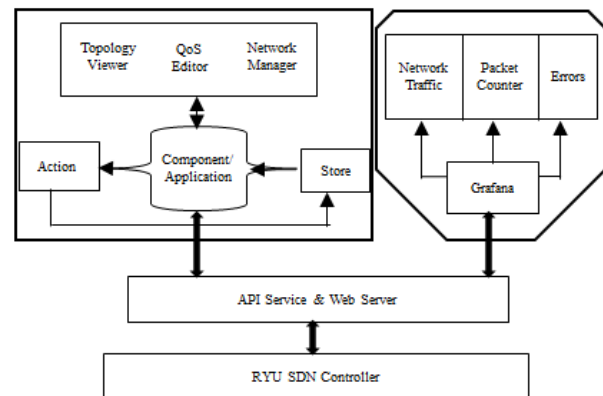 Topology
Viewer
QoS
Editor
Network
Manager
Network
Traffic
Packet
Counter
Errors
Action
Component/
Application
Store
Grafana
API Service & Web Server
RYU SDN Controller